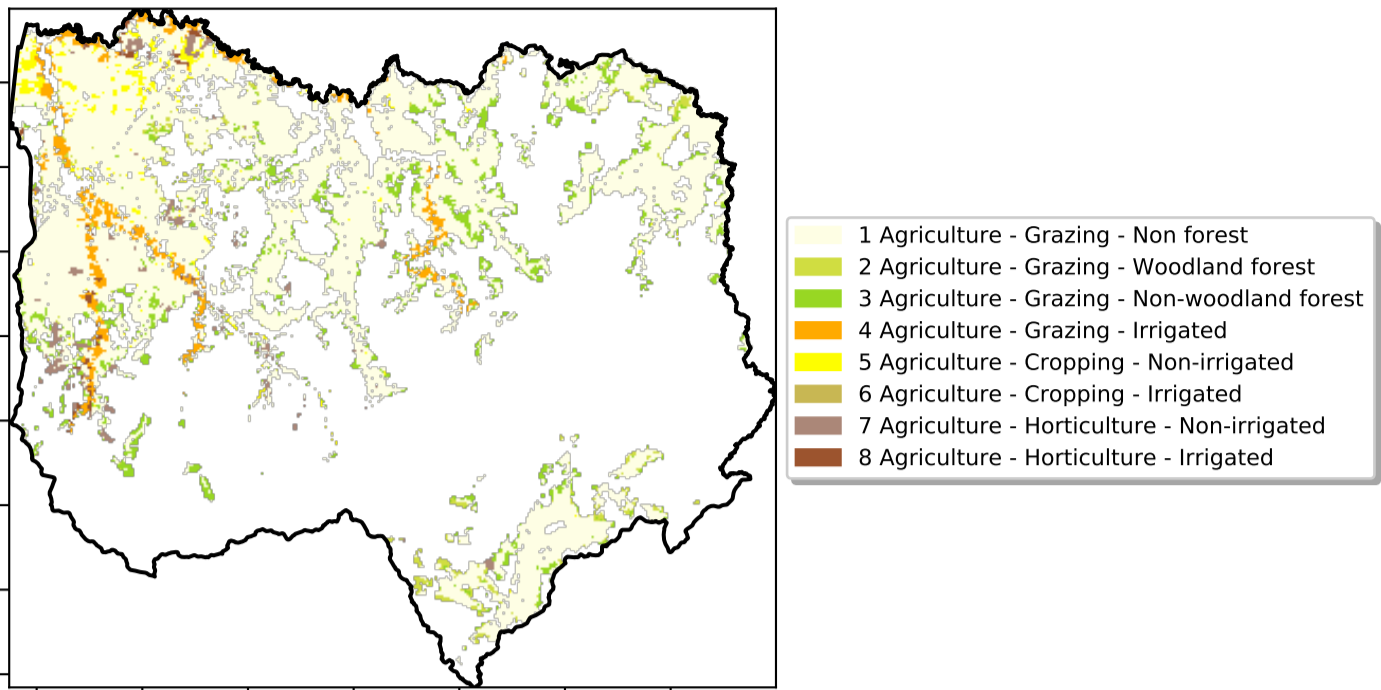 1 Agriculture - Grazing - Non forest
2 Agriculture - Grazing - Woodland forest
3 Agriculture - Grazing - Non-woodland forest
4 Agriculture - Grazing - Irrigated
5 Agriculture - Cropping - Non-irrigated
6 Agriculture - Cropping - Irrigated
7 Agriculture - Horticulture - Non-irrigated
8 Agriculture - Horticulture - Irrigated